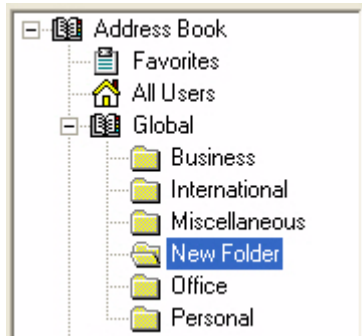 Address Book
Favorites
All Users
Global
Business
International
Miscellaneous
New Folder
Office
Personal